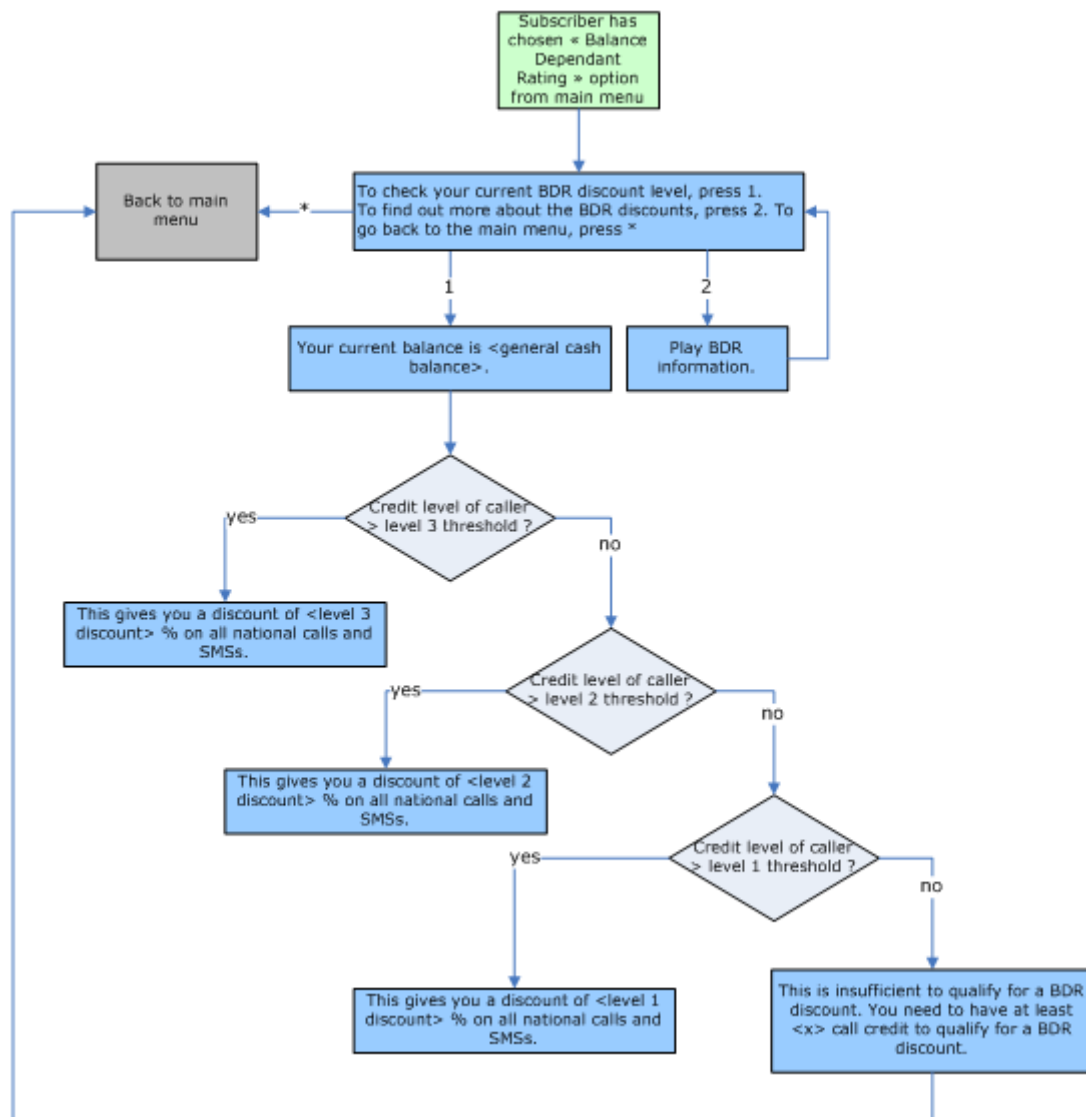 Subscriber has
chosen « Balance
Dependant
Rating » option
from main menu
Back to main
menu
*
To check your current BDR discount level, press 1.
To find out more about the BDR discounts, press 2. To
go back to the main menu, press *
1
2
Your current balance is <general cash
balance>.
Play BDR
information.
Credit level of caller
> level 3 threshold ?
yes
no
This gives you a discount of <level 3
discount> % on all national calls and
SMSs.
Credit level of caller
> level 2 threshold ?
yes
no
This gives you a discount of <level 2
discount> % on all national calls and
SMSs.
Credit level of caller
> level 1 threshold ?
yes
no
This gives you a discount of <level 1
discount> % on all national calls and
SMSs.
This is insufficient to qualify for a BDR
discount. You need to have at least
<x> call credit to qualify for a BDR
discount.